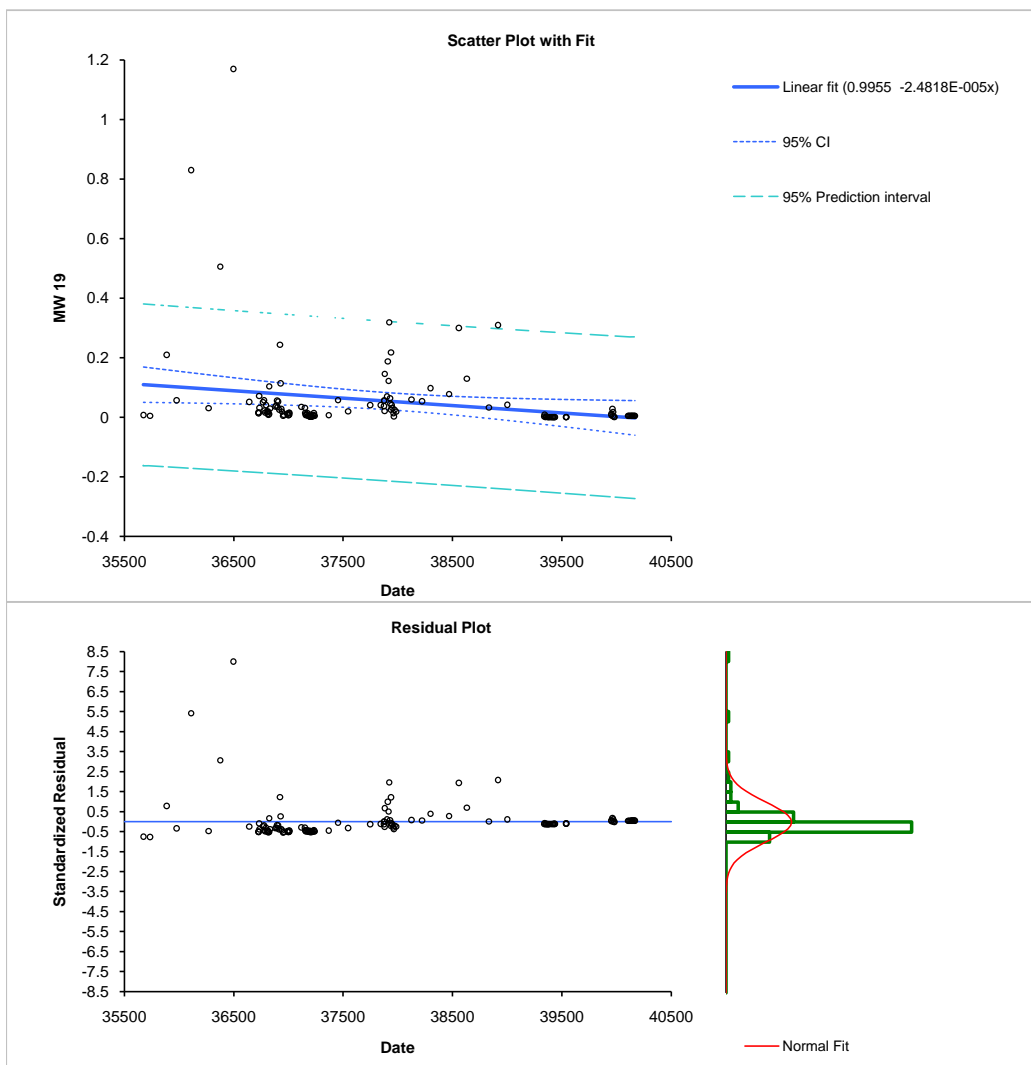 Scatter Plot with Fit
1.2
1
0.8
0.6
0.4
0.2
0
-0.2
-0.4
MW 19
35500 36500 37500 38500 39500 40500
Date
Linear fit (0.9955 -2.4818E-005x)
95% CI
95% Prediction interval
Residual Plot
8.5
7.5
6.5
5.5
4.5
3.5
2.5
1.5
0.5
-0.5
-1.5
-2.5
-3.5
-4.5
-5.5
-6.5
-7.5
-8.5
Standardized Residual
35500 36500 37500 38500 39500 40500
Date
Normal Fit